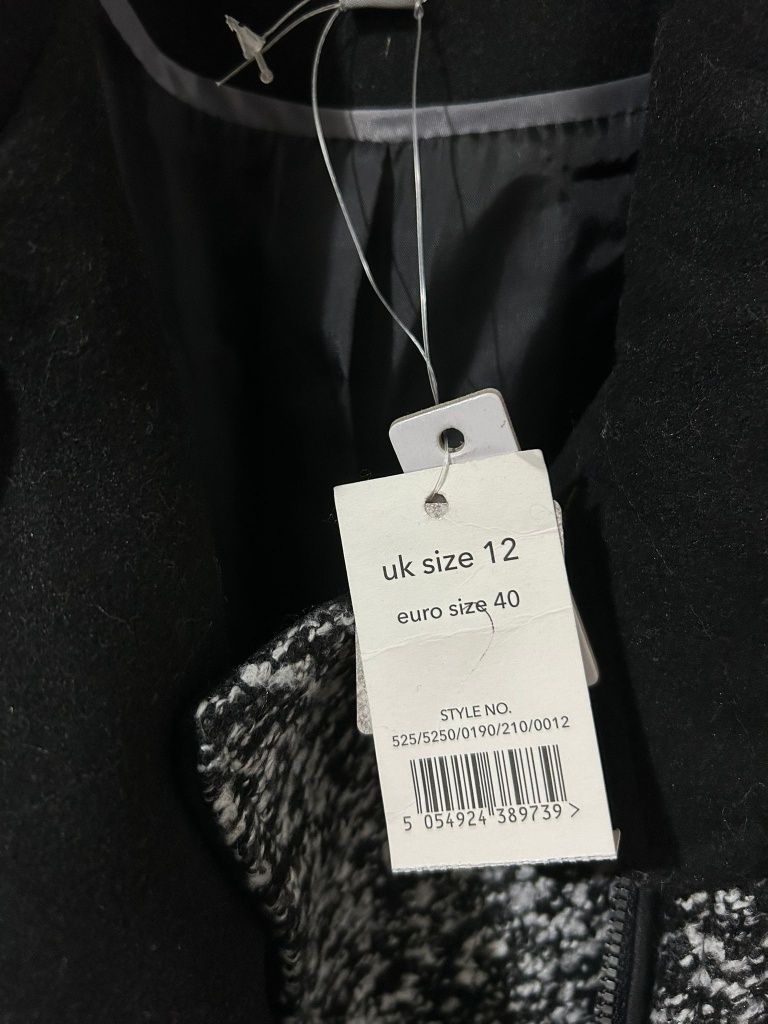 uk size 12
euro size 40
STYLE NO.
525/5250/0190/210/0012
5 054924 389739 >